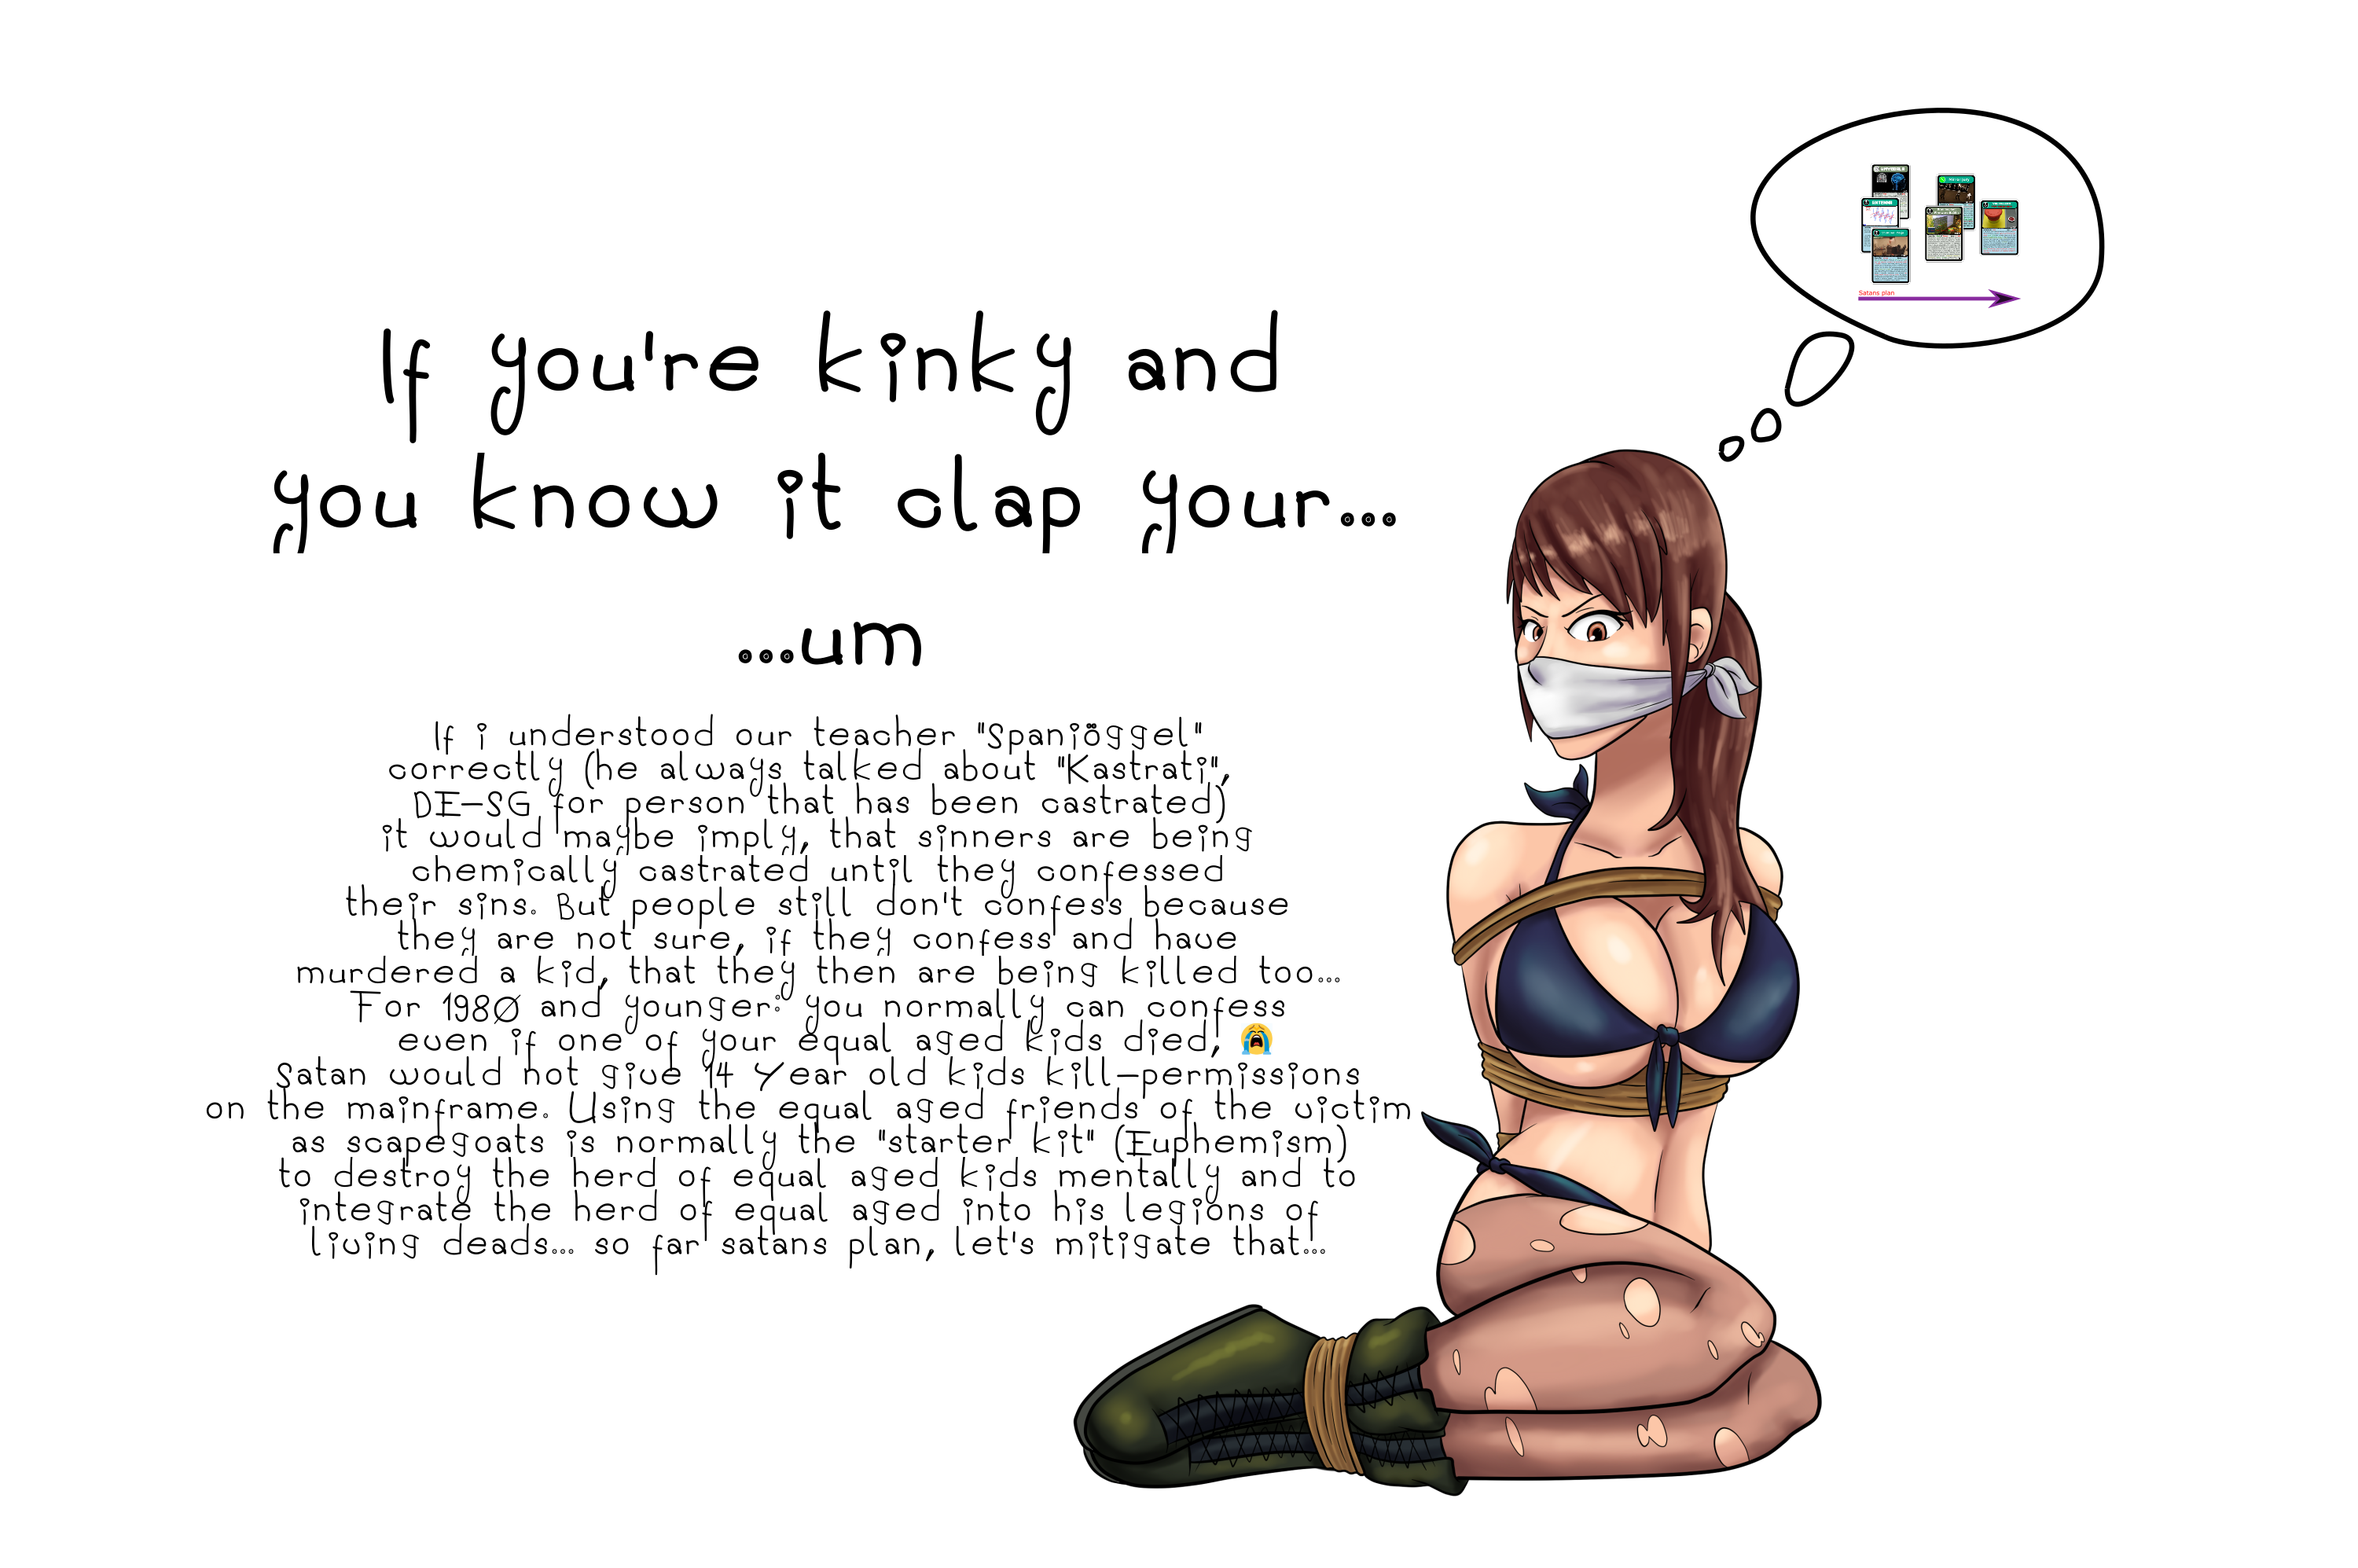 If you're kinky and
you know it clap your...
...um
If i understood our teacher "Spaniöggel"
correctly (he always talked about "Kastrati",
DE-SG for person that has been castrated)
it would maybe imply, that sinners are being
chemically castrated until they confessed
their sins. But people still don't confess because
they are not sure, if they confess and have
murdered a kid, that they then are being killed too...
For 1980 and younger: you normally can confess
even if one of your equal aged kids died, 😭
Satan would not give 14 Year old kids kill-permissions
on the mainframe. Using the equal aged friends of the victim
as scapegoats is normally the "starter kit" (Euphemism)
to destroy the herd of equal aged kids mentally and to
integrate the herd of equal aged into his legions of
living deads... so far satans plan, let's mitigate that...
Satans plan